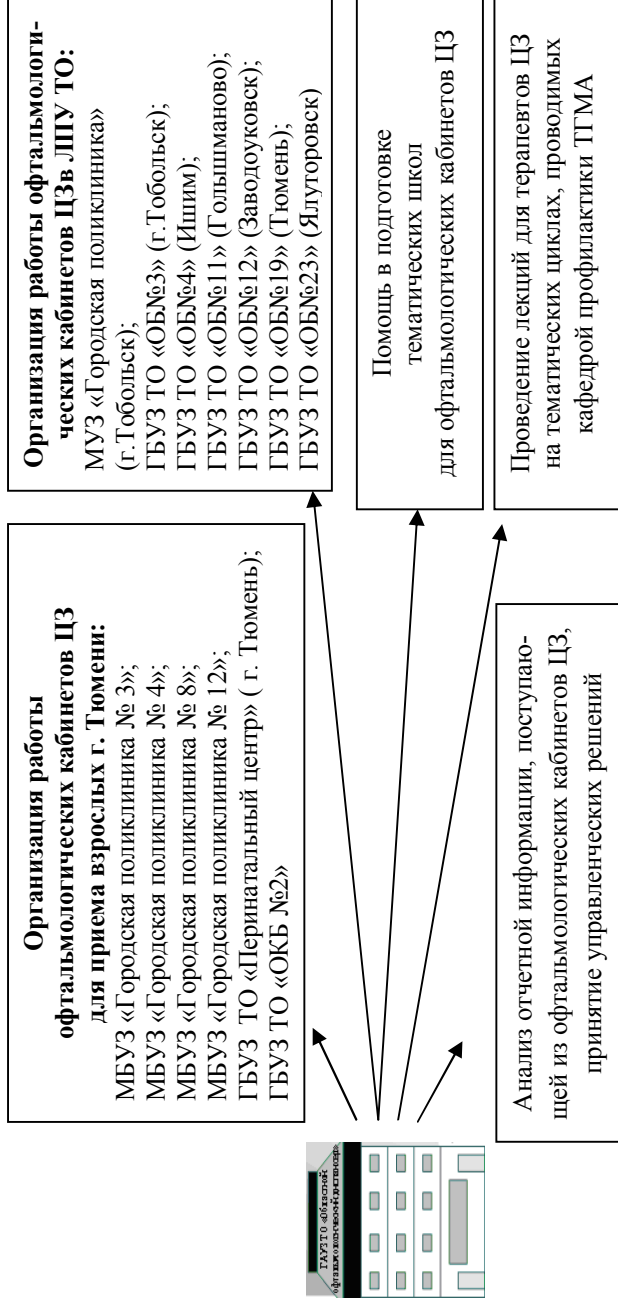 ГАУЗ ТО «Областной
офтальмологический диспансер»
Организация работы
офтальмологических кабинетов ЦЗ
для приема взрослых г. Тюмени:
МБУЗ «Городская поликлиника № 3»;
МБУЗ «Городская поликлиника № 4»;
МБУЗ «Городская поликлиника № 8»;
МБУЗ «Городская поликлиника № 12»;
ГБУЗ ТО «Перинатальный центр» ( г. Тюмень);
ГБУЗ ТО «ОКБ №2»
Организация работы офтальмологи-
ческих кабинетов ЦЗв ЛПУ ТО:
МУЗ «Городская поликлиника»
(г.Тобольск);
ГБУЗ ТО «ОБ№3» (г.Тобольск);
ГБУЗ ТО «ОБ№4» (Ишим);
ГБУЗ ТО «ОБ№11» (Голышманово);
ГБУЗ ТО «ОБ№12» (Заводоуковск);
ГБУЗ ТО «ОБ№19» (Тюмень);
ГБУЗ ТО «ОБ№23» (Ялуторовск)
Помощь в подготовке
тематических школ
для офтальмологических кабинетов ЦЗ
Анализ отчетной информации, поступаю-
щей из офтальмологических кабинетов ЦЗ,
принятие управленческих решений
Проведение лекций для терапевтов ЦЗ
на тематических циклах, проводимых
кафедрой профилактики ТГМА